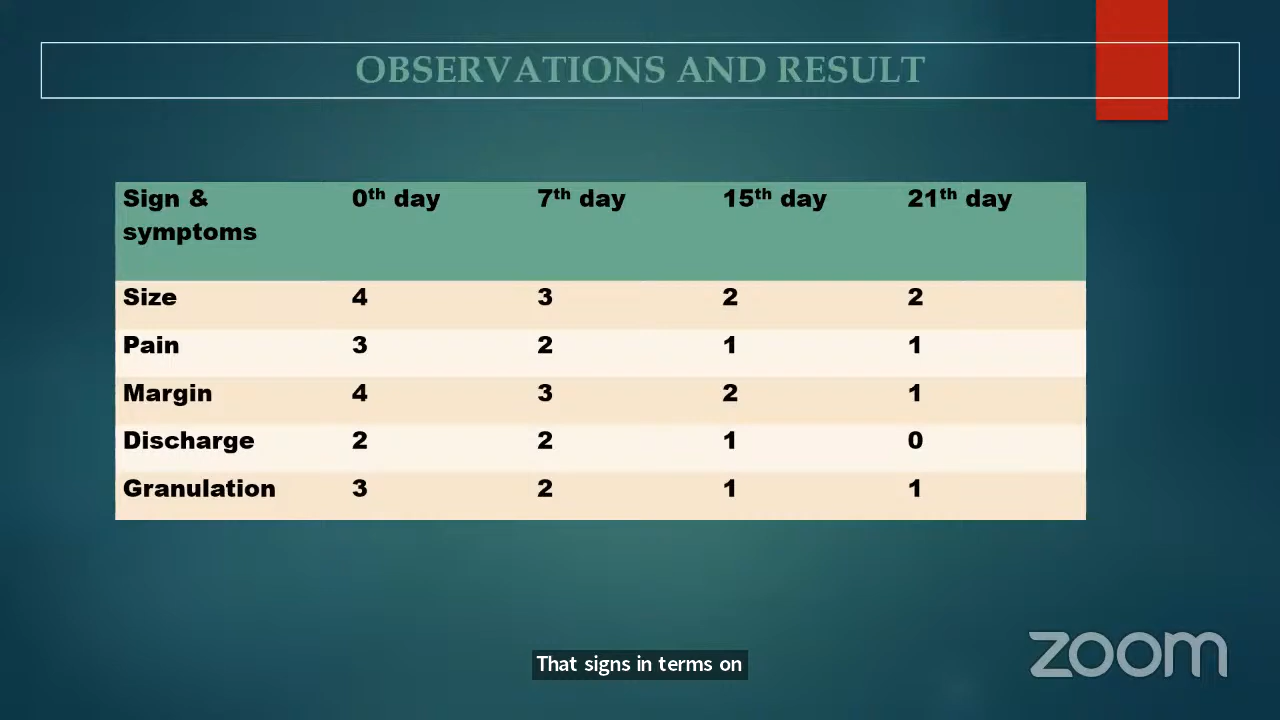 OBSERVATIONS AND RESULT
Sign & symptoms 0th day 7th day 15th day 21th day
Size 4 3 2 2
Pain 3 2 1 1
Margin 4 3 2 1
Discharge 2 2 1 0
Granulation 3 2 1 1
That signs in terms on
zoom